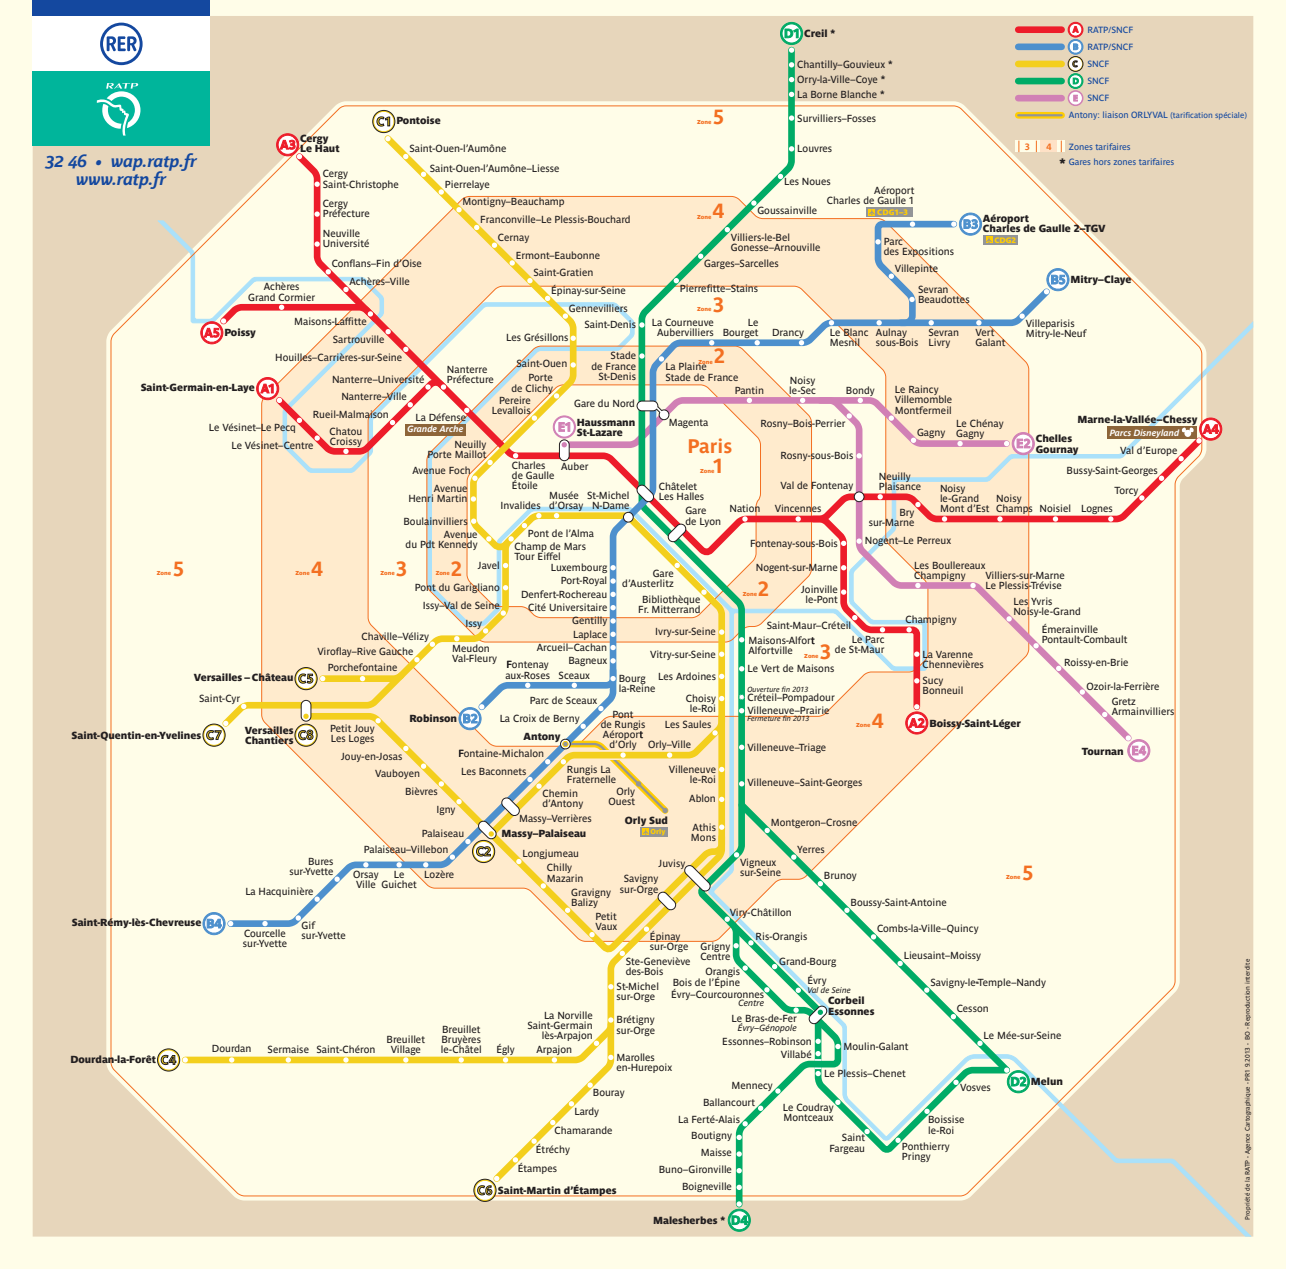 RER
RATP
32 46 • wap.ratp.fr
www.ratp.fr
A RATP/SNCF
B RATP/SNCF
C SNCF
D SNCF
E SNCF
Antony: liaison ORLYVAL (tarification spéciale)
3 4 Zones tarifaires
* Gares hors zones tarifaires
D1 Creil *
Chantilly–Gouvieux *
Orry-la-Ville–Coye *
La Borne Blanche *
Survilliers–Fosses
Louvres
Les Noues
Goussainville
Villiers-le-Bel
Gonesse–Arnouville
Garges–Sarcelles
Pierrefitte–Stains
Saint-Denis
Stade
de France
St-Denis
Zone 5
Zone 4
Zone 3
Zone 2
C1 Pontoise
Saint-Ouen-l'Aumône
Saint-Ouen-l'Aumône–Liesse
Pierrelaye
Montigny–Beauchamp
Franconville–Le Plessis-Bouchard
Cernay
Ermont–Eaubonne
Saint-Gratien
Épinay-sur-Seine
Gennevilliers
Les Grésillons
Saint-Ouen
Porte
de Clichy
Pereire
Levallois
A3 Cergy
Le Haut
Cergy
Saint-Christophe
Cergy
Préfecture
Neuville
Université
Conflans–Fin d'Oise
Achères–Ville
Achères
Grand Cormier
A5 Poissy
Maisons-Laffitte
Sartrouville
Houilles–Carrières-sur-Seine
Nanterre–Université
Nanterre
Préfecture
Nanterre–Ville
Rueil-Malmaison
Saint-Germain-en-Laye A1
Le Vésinet–Le Pecq
Le Vésinet–Centre
Chatou
Croissy
La Défense
Grande Arche
Neuilly
Porte Maillot
Avenue Foch
Avenue
Henri Martin
Boulainvilliers
Avenue
du Pdt Kennedy
Charles
de Gaulle
Étoile
E1 Haussmann
St-Lazare
Auber
Gare du Nord
Magenta
La Plaine
Stade de France
La Courneuve
Aubervilliers
Le
Bourget
Drancy
Le Blanc
Mesnil
Aulnay
sous-Bois
Sevran
Livry
Vert
Galant
Villeparisis
Mitry-le-Neuf
B5 Mitry–Claye
Aéroport
Charles de Gaulle 1
CDG1–3
B3 Aéroport
Charles de Gaulle 2–TGV
CDG2
Parc
des Expositions
Villepinte
Sevran
Beaudottes
Pantin
Noisy
le-Sec
Bondy
Le Raincy
Villemomble
Montfermeil
Gagny
Le Chénay
Gagny
E2 Chelles
Gournay
Rosny–Bois-Perrier
Rosny–sous-Bois
Val de Fontenay
Neuilly
Plaisance
Bry
sur-Marne
Noisy
le-Grand
Mont d'Est
Noisy
Champs
Noisiel
Lognes
Torcy
Bussy-Saint-Georges
Val d'Europe
Marne-la-Vallée–Chessy A4
Parcs Disneyland
Paris
Zone 1
Châtelet
Les Halles
Gare
de Lyon
Nation
Vincennes
Fontenay-sous-Bois
Nogent-sur-Marne
Joinville
le-Pont
Saint-Maur–Créteil
Le Parc
de St-Maur
Champigny
La Varenne
Chennevières
Sucy
Bonneuil
A2 Boissy-Saint-Léger
Nogent–Le Perreux
Les Boullereaux
Champigny
Villiers-sur-Marne
Le Plessis-Trévise
Les Yvris
Noisy-le-Grand
Émerainville
Pontault-Combault
Roissy-en-Brie
Ozoir-la-Ferrière
Gretz
Armainvilliers
Tournan E4
Invalides
Musée
d'Orsay
St-Michel
N-Dame
Pont de l'Alma
Champ de Mars
Tour Eiffel
Javel
Pont du Garigliano
Issy–Val de Seine
Issy
Meudon
Val-Fleury
Chaville–Vélizy
Viroflay–Rive Gauche
Porchefontaine
Versailles–Château C5
Saint-Cyr
Saint-Quentin-en-Yvelines C7
Versailles
Chantiers C8
Petit Jouy
Les Loges
Jouy-en-Josas
Vauboyen
Bièvres
Igny
Zone 5
Zone 4
Zone 3
Zone 2
Zone 2
Zone 3
Zone 4
Zone 5
Luxembourg
Port-Royal
Denfert-Rochereau
Cité Universitaire
Gentilly
Laplace
Arcueil–Cachan
Bagneux
Bourg
la-Reine
Fontenay
aux-Roses
Sceaux
Robinson B2
Parc de Sceaux
La Croix de Berny
Antony
Fontaine-Michalon
Les Baconnets
Massy–Verrières
Massy–Palaiseau
C2
Palaiseau
Palaiseau–Villebon
Lozère
Le
Guichet
Orsay
Ville
Bures
sur-Yvette
La Hacquinière
Gif
sur-Yvette
Courcelle
sur-Yvette
Saint-Rémy-lès-Chevreuse B4
Gare
d'Austerlitz
Bibliothèque
Fr. Mitterrand
Ivry-sur-Seine
Vitry-sur-Seine
Les Ardoines
Choisy
le-Roi
Les Saules
Orly–Ville
Pont
de Rungis
Aéroport
d'Orly
Rungis La
Fraternelle
Chemin
d'Antony
Orly
Ouest
Orly Sud
Orly
Villeneuve
le-Roi
Ablon
Athis
Mons
Juvisy
Savigny
sur-Orge
Longjumeau
Chilly
Mazarin
Gravigny
Balizy
Petit
Vaux
Épinay
sur-Orge
Ste-Geneviève
des-Bois
St-Michel
sur-Orge
Brétigny
sur-Orge
Marolles
en-Hurepoix
Bouray
Lardy
Chamarande
Étréchy
Étampes
C6 Saint-Martin d'Étampes
La Norville
Saint-Germain
lès-Arpajon
Arpajon
Égly
Breuillet
Bruyères
le-Châtel
Breuillet
Village
Saint-Chéron
Sermaise
Dourdan
Dourdan-la-Forêt C4
Maisons-Alfort
Alfortville
Le Vert de Maisons
Ouverture fin 2013
Créteil–Pompadour
Villeneuve–Prairie
Fermeture fin 2013
Villeneuve–Triage
Villeneuve–Saint-Georges
Montgeron–Crosne
Yerres
Brunoy
Boussy-Saint-Antoine
Combs-la-Ville–Quincy
Lieusaint–Moissy
Savigny-le-Temple–Nandy
Cesson
Le Mée-sur-Seine
D2 Melun
Vigneux
sur-Seine
Viry-Châtillon
Ris-Orangis
Grand-Bourg
Évry
Val de Seine
Grigny
Centre
Orangis
Bois de l'Épine
Évry–Courcouronnes
Centre
Le Bras-de-Fer
Évry–Génopole
Corbeil
Essonnes
Essonnes–Robinson
Villabé
Moulin-Galant
Le Plessis–Chenet
Le Coudray
Montceaux
Saint
Fargeau
Ponthierry
Pringy
Boissise
le-Roi
Vosves
Mennecy
Ballancourt
La Ferté-Alais
Boutigny
Maisse
Buno–Gironville
Boigneville
Malesherbes * D4
Propriété de la RATP - Agence Cartographique - PR1 9.2013 – BO - Reproduction interdite